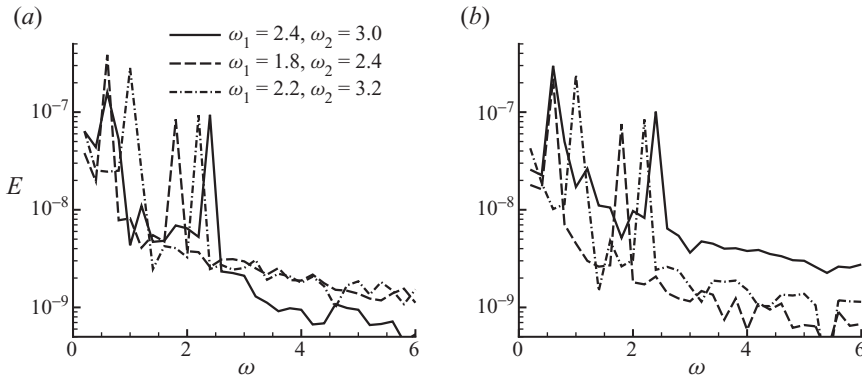 (a)
(b)
ω₁ = 2.4, ω₂ = 3.0
ω₁ = 1.8, ω₂ = 2.4
ω₁ = 2.2, ω₂ = 3.2
10⁻⁷
10⁻⁸
10⁻⁹
E
0 2 4 6
ω
10⁻⁷
10⁻⁸
10⁻⁹
0 2 4 6
ω